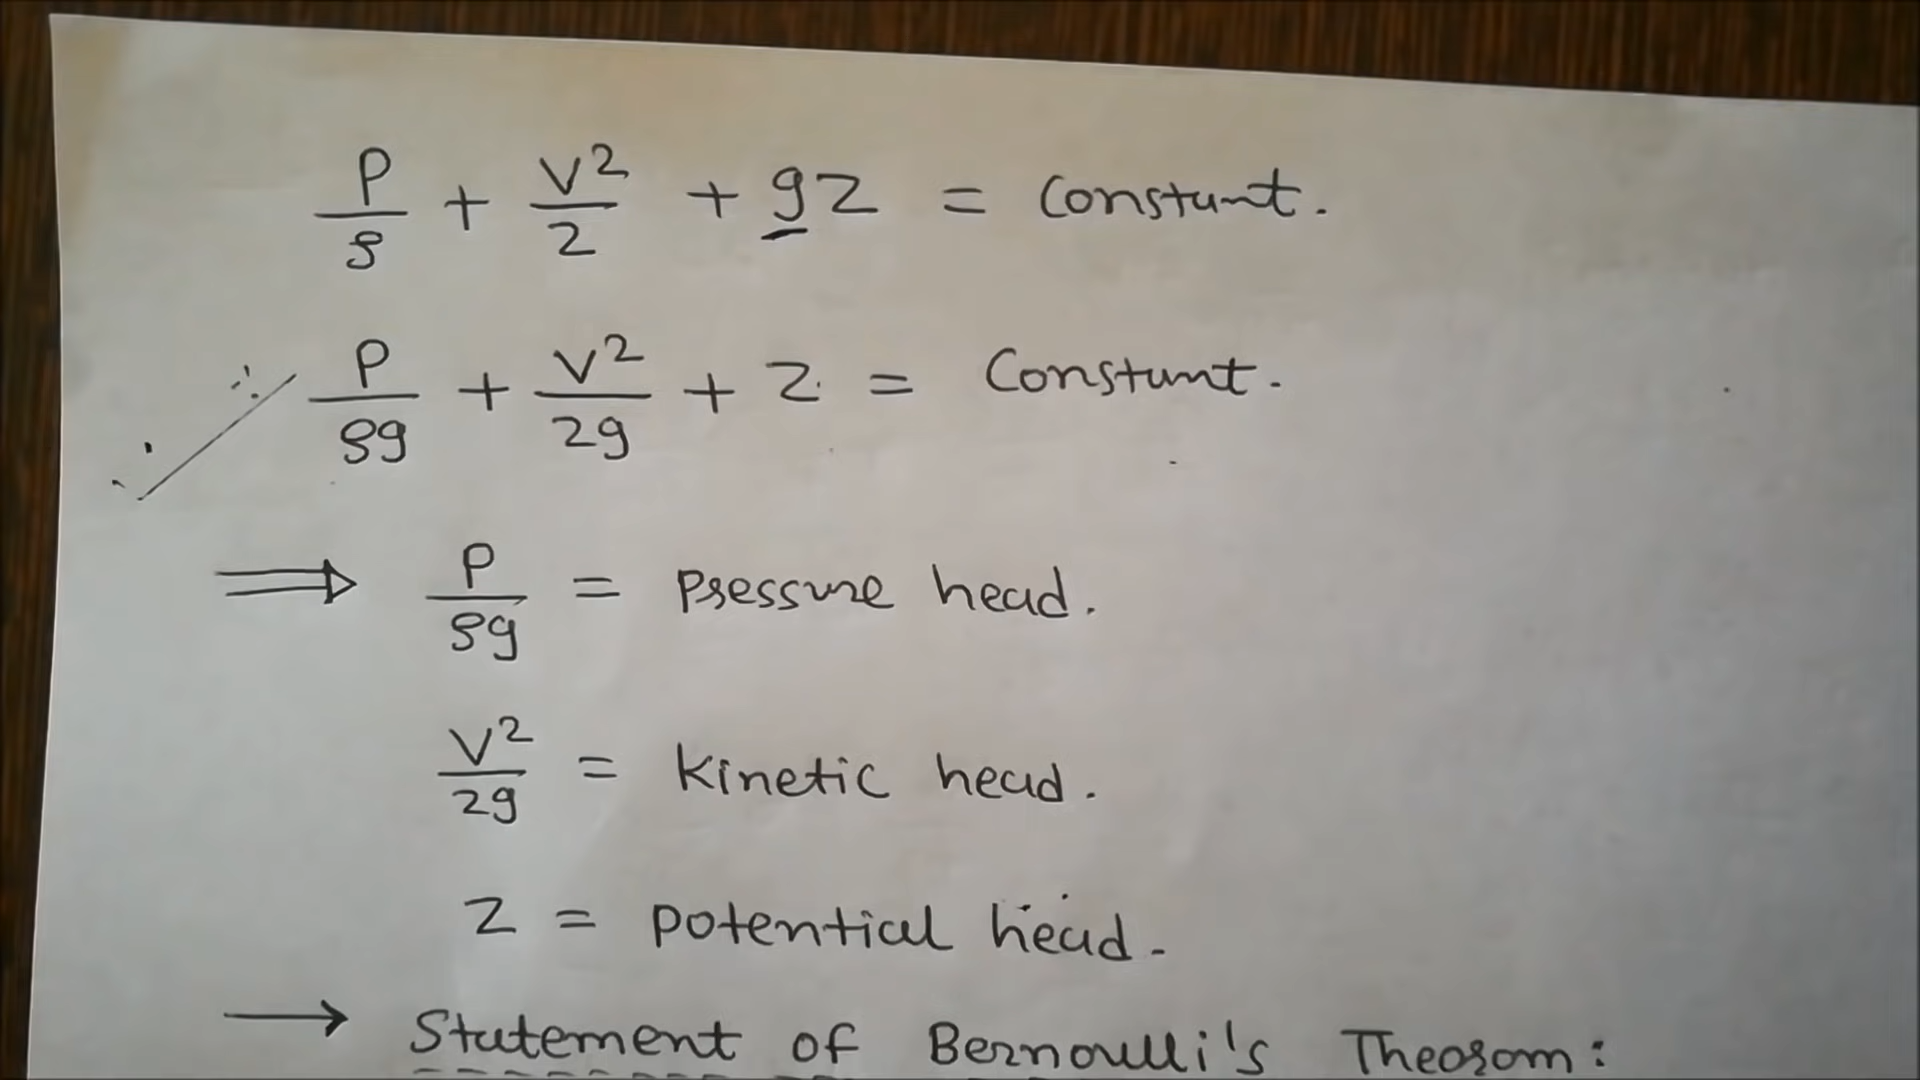 P/ρ + V²/2 + gz = Constant.
∴ P/ρg + V²/2g + z = Constant.
⇒ P/ρg = Pressure head.
V²/2g = kinetic head.
z = potential head.
→ Statement of Bernoulli's Theorom: